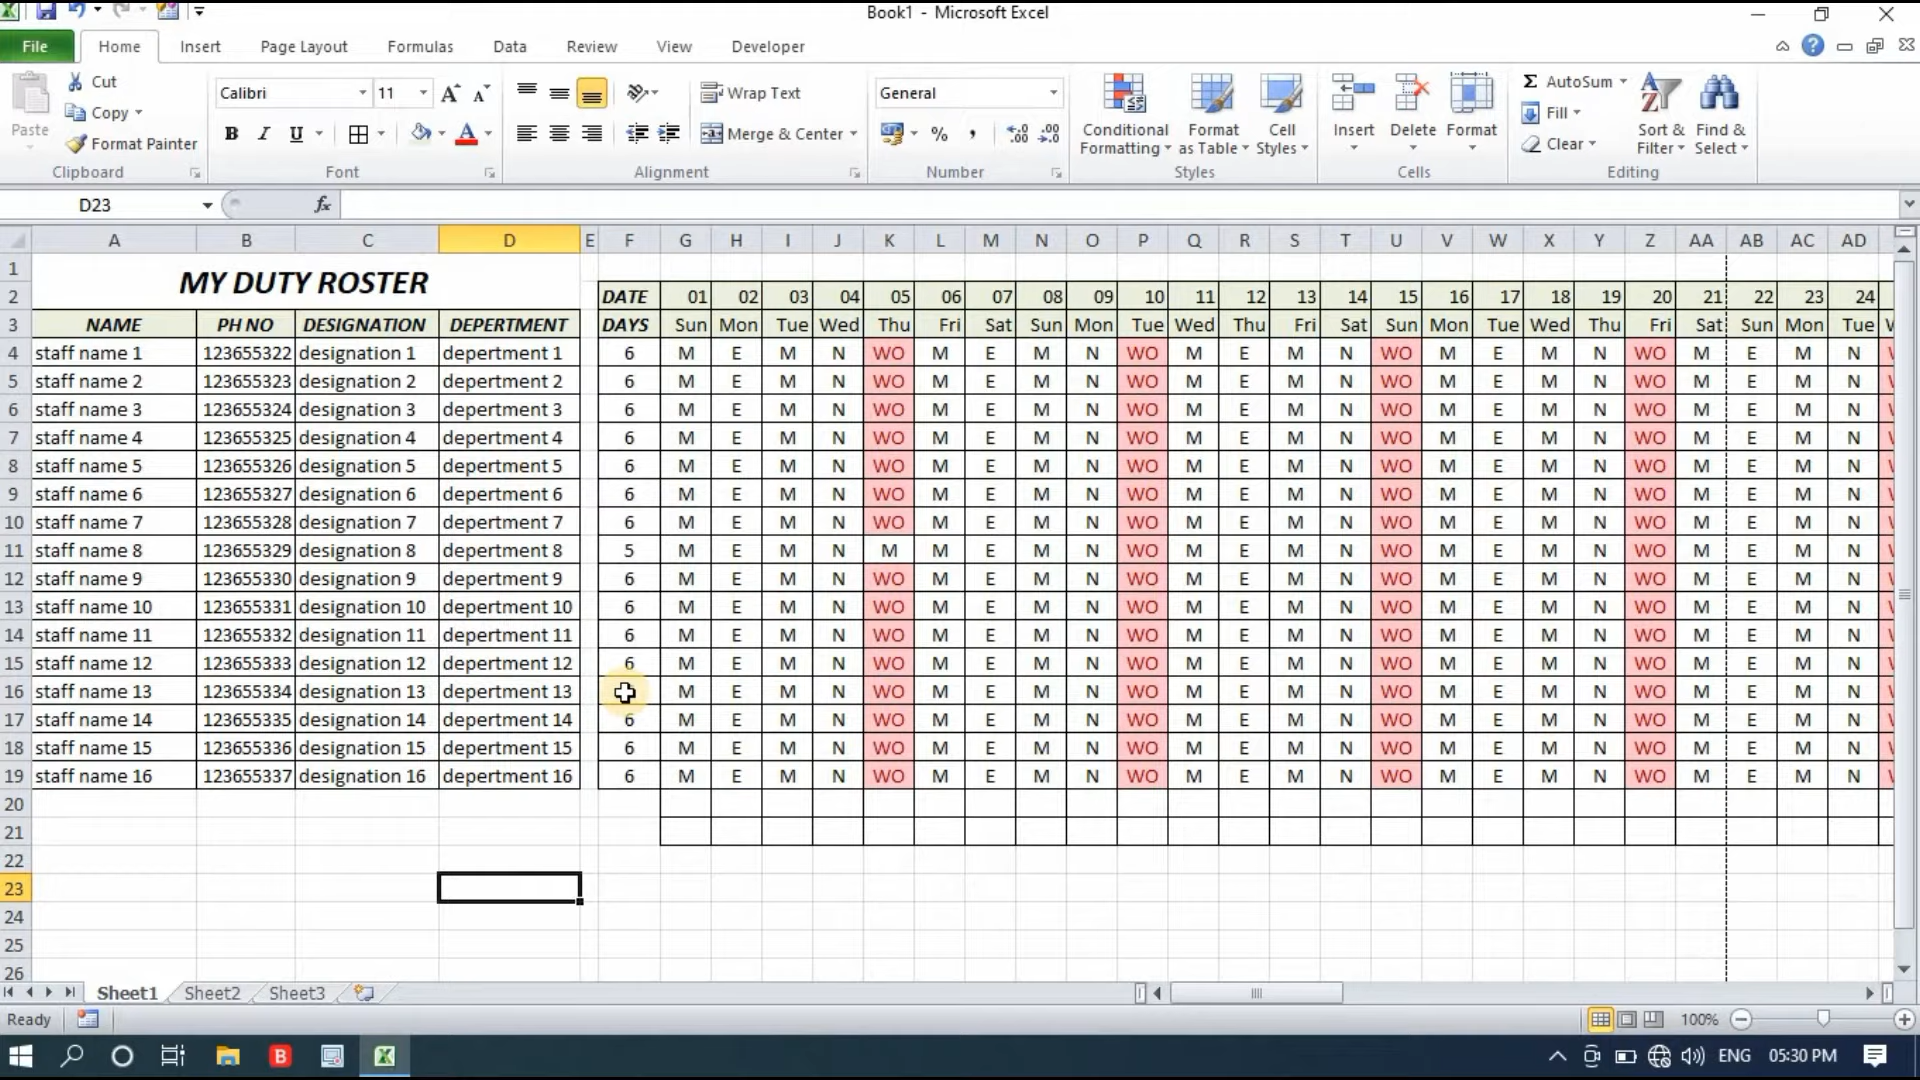 Book1 - Microsoft Excel
File Home Insert Page Layout Formulas Data Review View Developer
Paste Cut Copy Format Painter Clipboard
Calibri 11 B I U Font
Wrap Text Merge & Center Alignment
General % , Number
Conditional Formatting Format as Table Cell Styles Styles
Insert Delete Format Cells
Σ AutoSum Fill Clear Sort & Filter Find & Select Editing
D23 fx
A B C D E F G H I J K L M N O P Q R S T U V W X Y Z AA AB AC AD
1 MY DUTY ROSTER
2 DATE 01 02 03 04 05 06 07 08 09 10 11 12 13 14 15 16 17 18 19 20 21 22 23 24
3 NAME PH NO DESIGNATION DEPERTMENT DAYS Sun Mon Tue Wed Thu Fri Sat Sun Mon Tue Wed Thu Fri Sat Sun Mon Tue Wed Thu Fri Sat Sun Mon Tue
4 staff name 1 123655322 designation 1 depertment 1 6 M E M N WO M E M N WO M E M N WO M E M N WO M E M N
5 staff name 2 123655323 designation 2 depertment 2 6 M E M N WO M E M N WO M E M N WO M E M N WO M E M N
6 staff name 3 123655324 designation 3 depertment 3 6 M E M N WO M E M N WO M E M N WO M E M N WO M E M N
7 staff name 4 123655325 designation 4 depertment 4 6 M E M N WO M E M N WO M E M N WO M E M N WO M E M N
8 staff name 5 123655326 designation 5 depertment 5 6 M E M N WO M E M N WO M E M N WO M E M N WO M E M N
9 staff name 6 123655327 designation 6 depertment 6 6 M E M N WO M E M N WO M E M N WO M E M N WO M E M N
10 staff name 7 123655328 designation 7 depertment 7 6 M E M N WO M E M N WO M E M N WO M E M N WO M E M N
11 staff name 8 123655329 designation 8 depertment 8 5 M E M N M M E M N WO M E M N WO M E M N WO M E M N
12 staff name 9 123655330 designation 9 depertment 9 6 M E M N WO M E M N WO M E M N WO M E M N WO M E M N
13 staff name 10 123655331 designation 10 depertment 10 6 M E M N WO M E M N WO M E M N WO M E M N WO M E M N
14 staff name 11 123655332 designation 11 depertment 11 6 M E M N WO M E M N WO M E M N WO M E M N WO M E M N
15 staff name 12 123655333 designation 12 depertment 12 6 M E M N WO M E M N WO M E M N WO M E M N WO M E M N
16 staff name 13 123655334 designation 13 depertment 13 M E M N WO M E M N WO M E M N WO M E M N WO M E M N
17 staff name 14 123655335 designation 14 depertment 14 6 M E M N WO M E M N WO M E M N WO M E M N WO M E M N
18 staff name 15 123655336 designation 15 depertment 15 6 M E M N WO M E M N WO M E M N WO M E M N WO M E M N
19 staff name 16 123655337 designation 16 depertment 16 6 M E M N WO M E M N WO M E M N WO M E M N WO M E M N
20
21
22
23
24
25
26
Sheet1 Sheet2 Sheet3
Ready 100%
ENG 05:30 PM